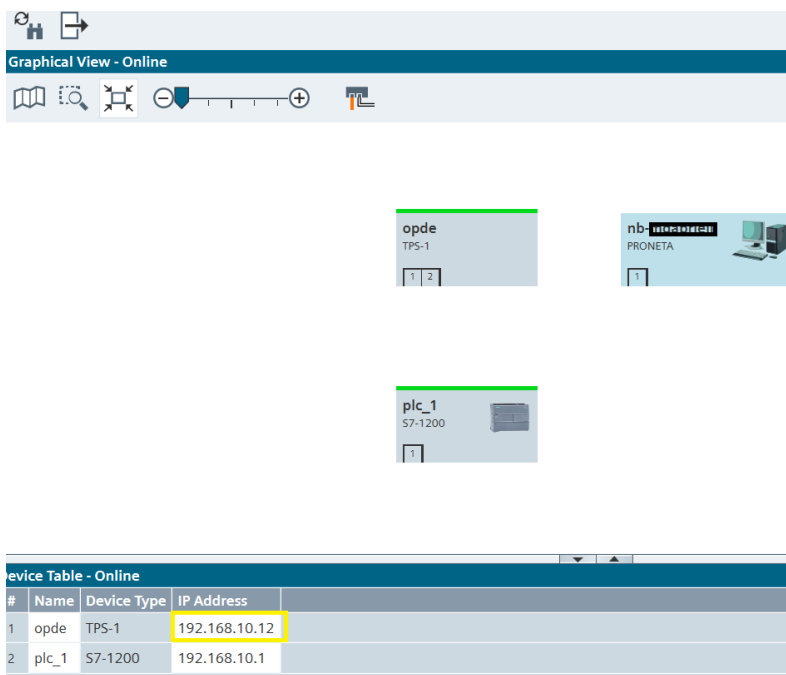 Graphical View - Online
opde
TPS-1
1 2
nb-
PRONETA
1
plc_1
S7-1200
1
evice Table - Online
# Name Device Type IP Address
1 opde TPS-1 192.168.10.12
2 plc_1 S7-1200 192.168.10.1